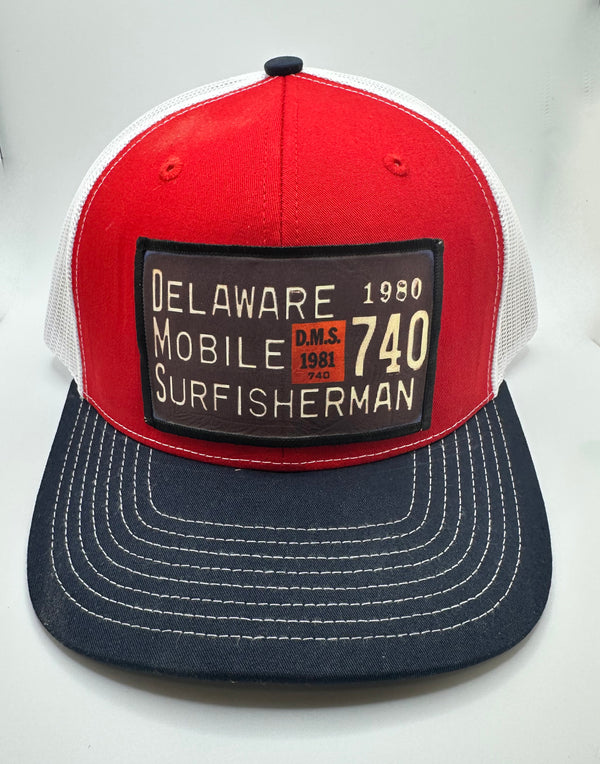 DELAWARE 1980
MOBILE D.M.S. 740
1981
740
SURFISHERMAN